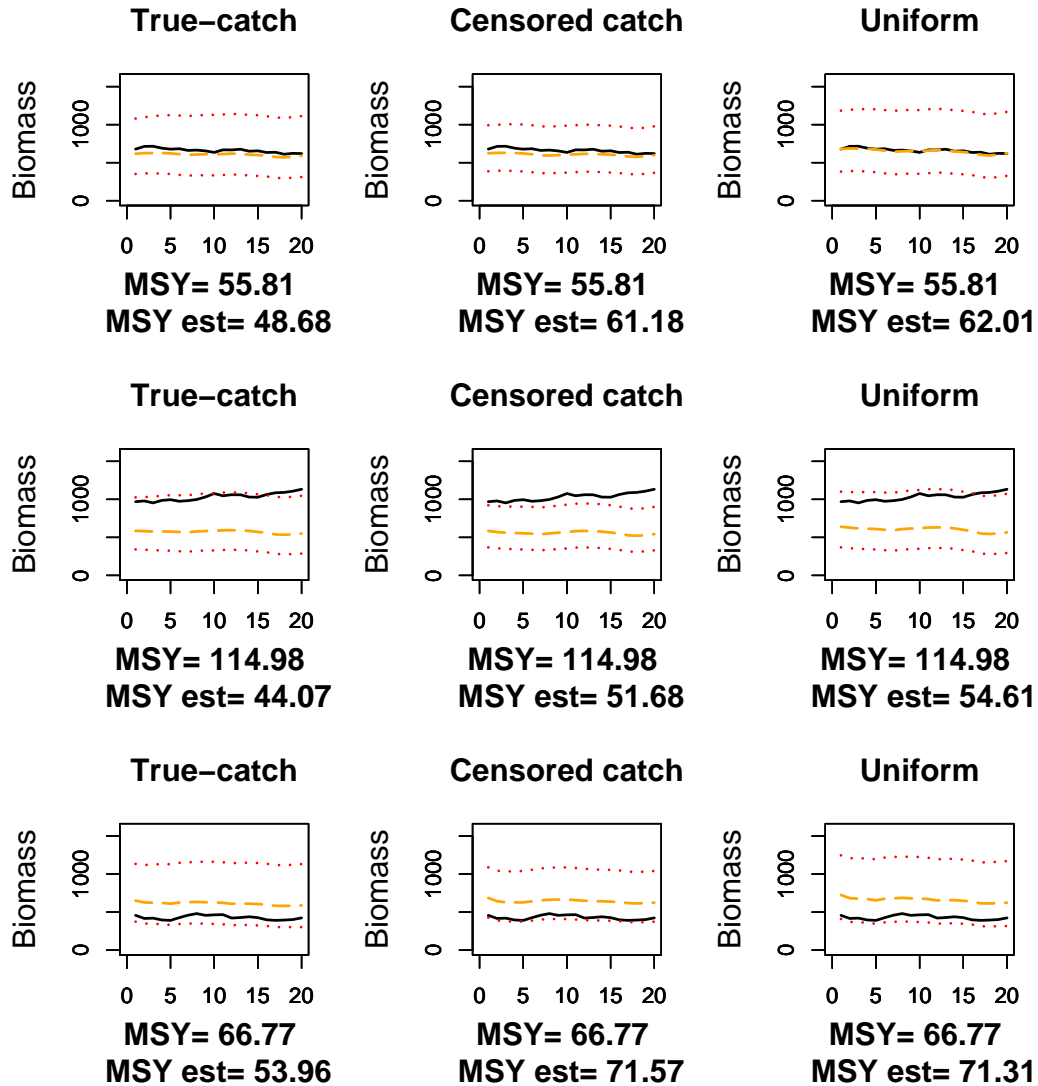 True−catch Censored catch Uniform
Biomass Biomass Biomass
1000 1000 1000
0 0 0
0 5 10 15 20 0 5 10 15 20 0 5 10 15 20
MSY= 55.81 MSY= 55.81 MSY= 55.81
MSY est= 48.68 MSY est= 61.18 MSY est= 62.01
True−catch Censored catch Uniform
Biomass Biomass Biomass
1000 1000 1000
0 0 0
0 5 10 15 20 0 5 10 15 20 0 5 10 15 20
MSY= 114.98 MSY= 114.98 MSY= 114.98
MSY est= 44.07 MSY est= 51.68 MSY est= 54.61
True−catch Censored catch Uniform
Biomass Biomass Biomass
1000 1000 1000
0 0 0
0 5 10 15 20 0 5 10 15 20 0 5 10 15 20
MSY= 66.77 MSY= 66.77 MSY= 66.77
MSY est= 53.96 MSY est= 71.57 MSY est= 71.31